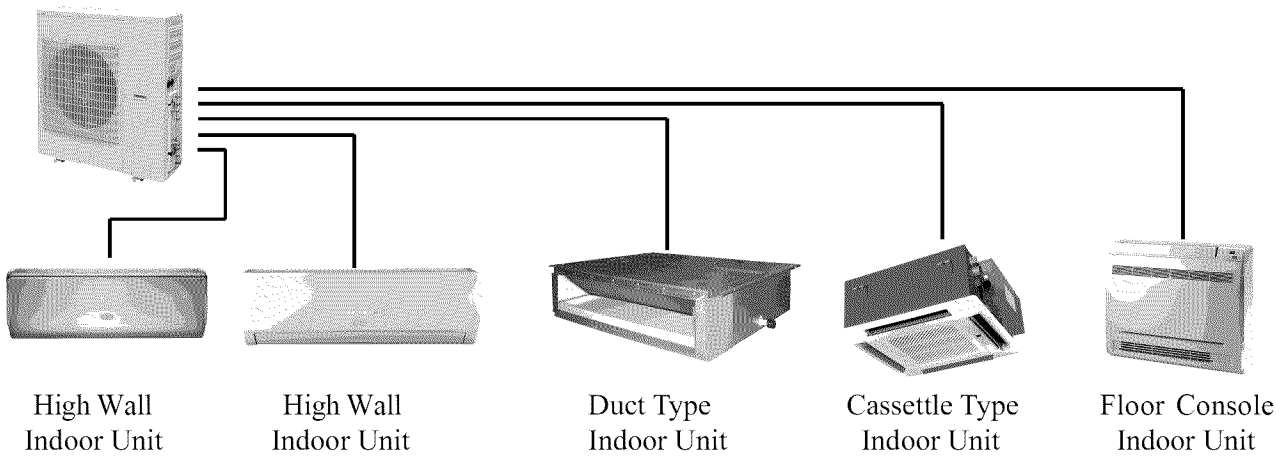 High Wall
Indoor Unit
High Wall
Indoor Unit
Duct Type
Indoor Unit
Cassettle Type
Indoor Unit
Floor Console
Indoor Unit